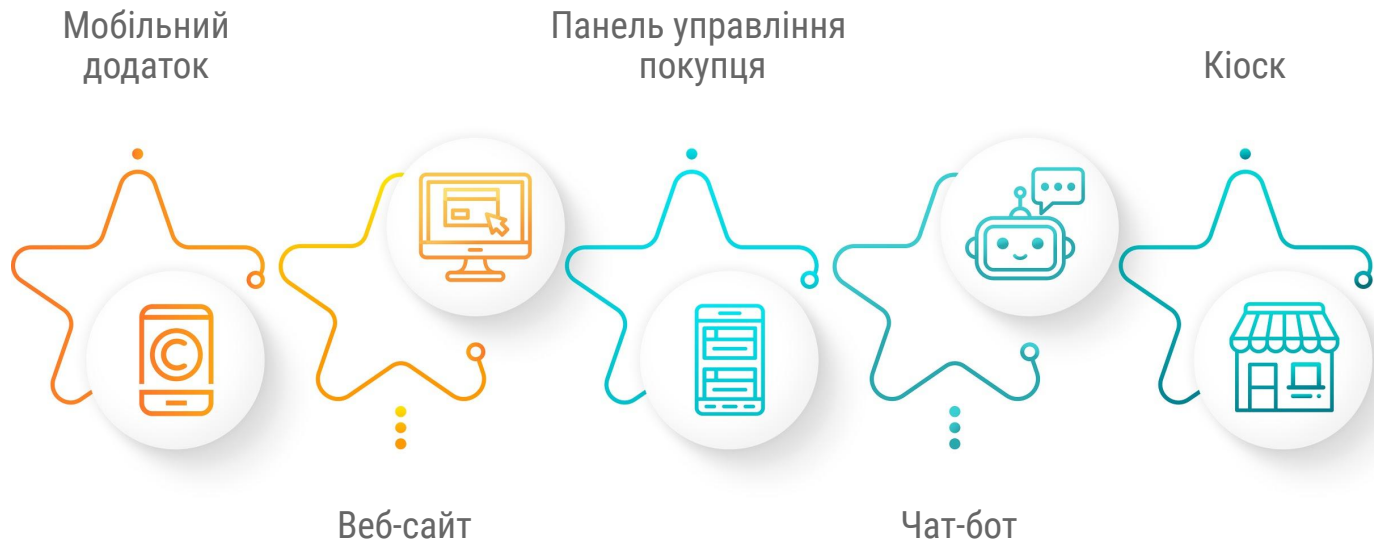 Мобільний
додаток
Панель управління
покупця
Кіоск
Веб-сайт
Чат-бот